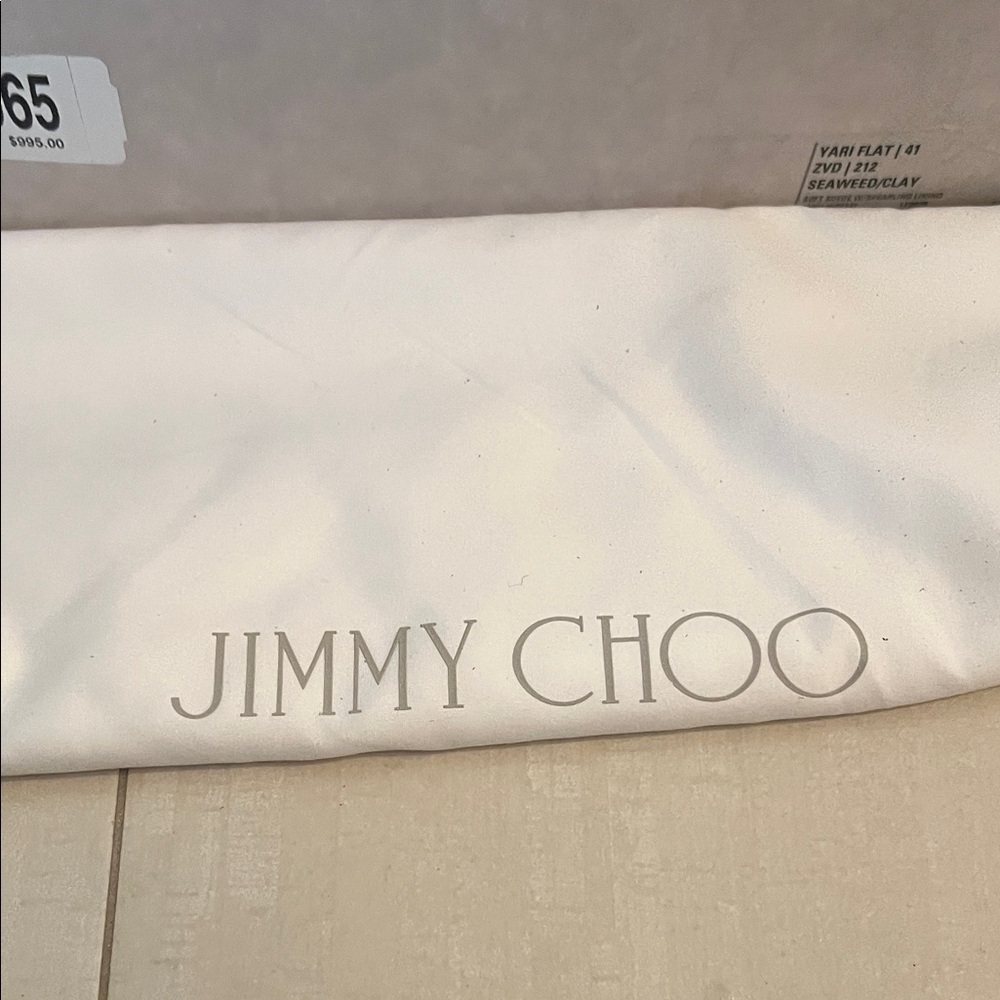 65
$995.00
YARI FLAT | 41
ZVD | 212
SEAWEED/CLAY
JIMMY CHOO